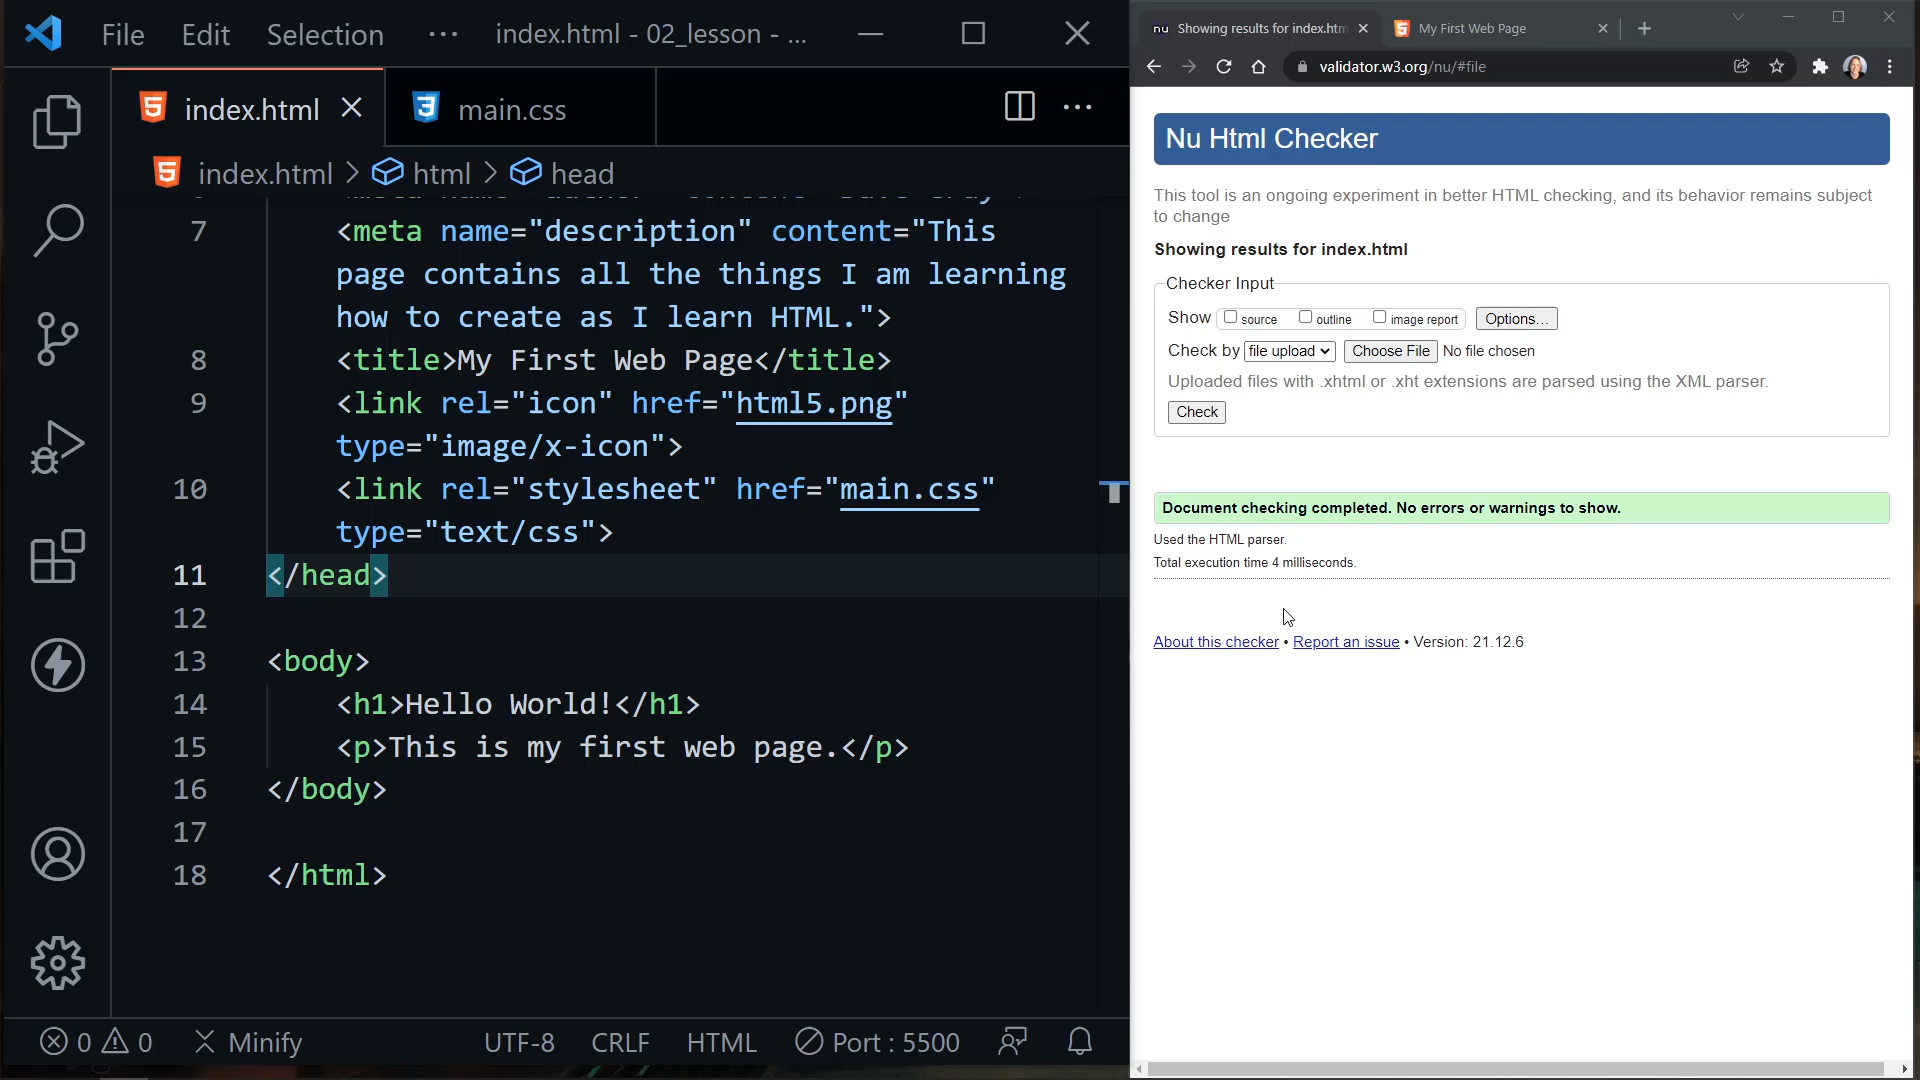 File Edit Selection ··· index.html - 02_lesson - ...
index.html main.css
index.html > html > head
7 <meta name="description" content="This
page contains all the things I am learning
how to create as I learn HTML.">
8 <title>My First Web Page</title>
9 <link rel="icon" href="html5.png"
type="image/x-icon">
10 <link rel="stylesheet" href="main.css"
type="text/css">
11 </head>
12
13 <body>
14 <h1>Hello World!</h1>
15 <p>This is my first web page.</p>
16 </body>
17
18 </html>
0 0 Minify UTF-8 CRLF HTML Port : 5500
nu Showing results for index.htm My First Web Page
validator.w3.org/nu/#file
Nu Html Checker
This tool is an ongoing experiment in better HTML checking, and its behavior remains subject
to change
Showing results for index.html
Checker Input
Show source outline image report Options...
Check by file upload Choose File No file chosen
Uploaded files with .xhtml or .xht extensions are parsed using the XML parser.
Check
Document checking completed. No errors or warnings to show.
Used the HTML parser.
Total execution time 4 milliseconds.
About this checker • Report an issue • Version: 21.12.6